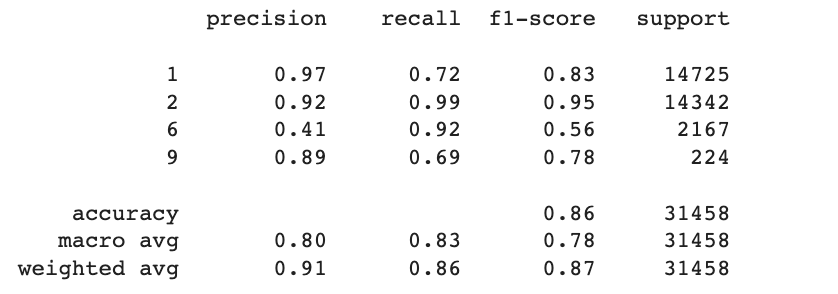 precision recall f1-score support
1 0.97 0.72 0.83 14725
2 0.92 0.99 0.95 14342
6 0.41 0.92 0.56 2167
9 0.89 0.69 0.78 224
accuracy 0.86 31458
macro avg 0.80 0.83 0.78 31458
weighted avg 0.91 0.86 0.87 31458